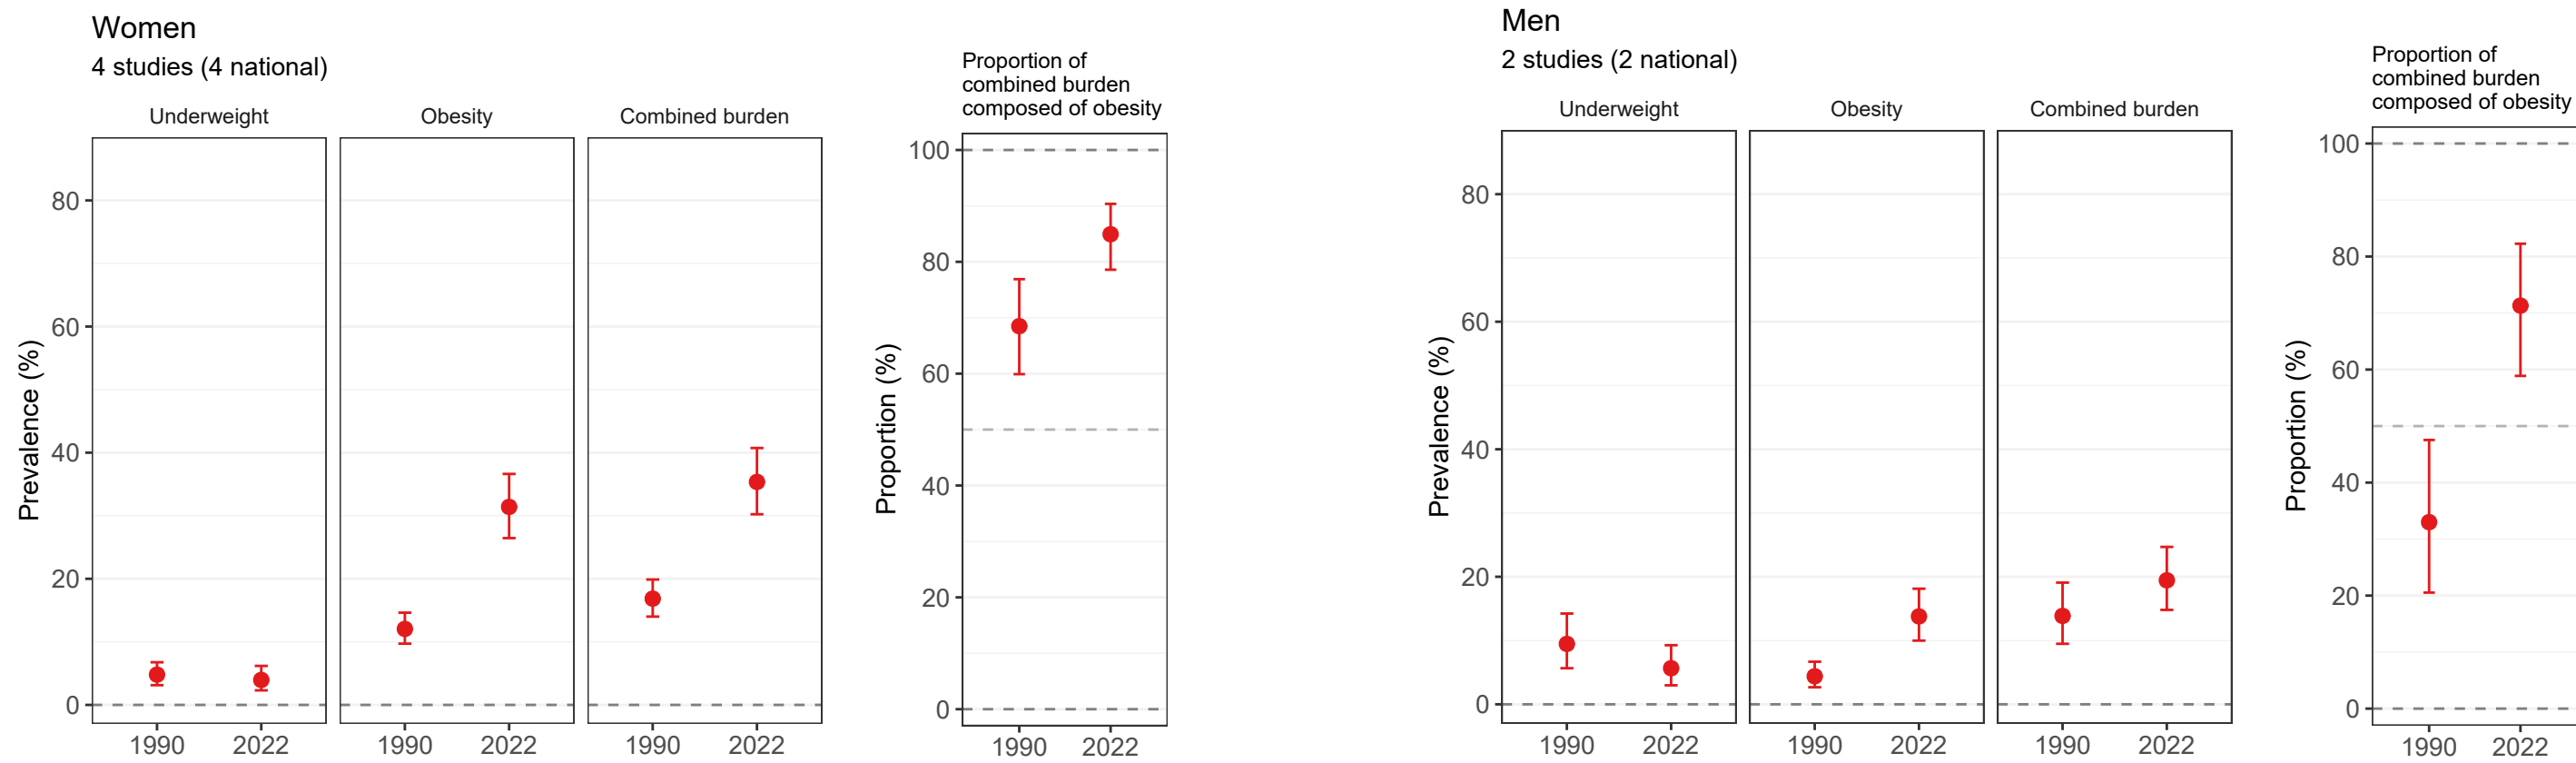 Women
4 studies (4 national)
Underweight
Obesity
Combined burden
Prevalence (%)
80
60
40
20
0
1990 2022
1990 2022
1990 2022
Proportion of
combined burden
composed of obesity
Proportion (%)
100
80
60
40
20
0
1990 2022
Men
2 studies (2 national)
Underweight
Obesity
Combined burden
Prevalence (%)
80
60
40
20
0
1990 2022
1990 2022
1990 2022
Proportion of
combined burden
composed of obesity
Proportion (%)
100
80
60
40
20
0
1990 2022